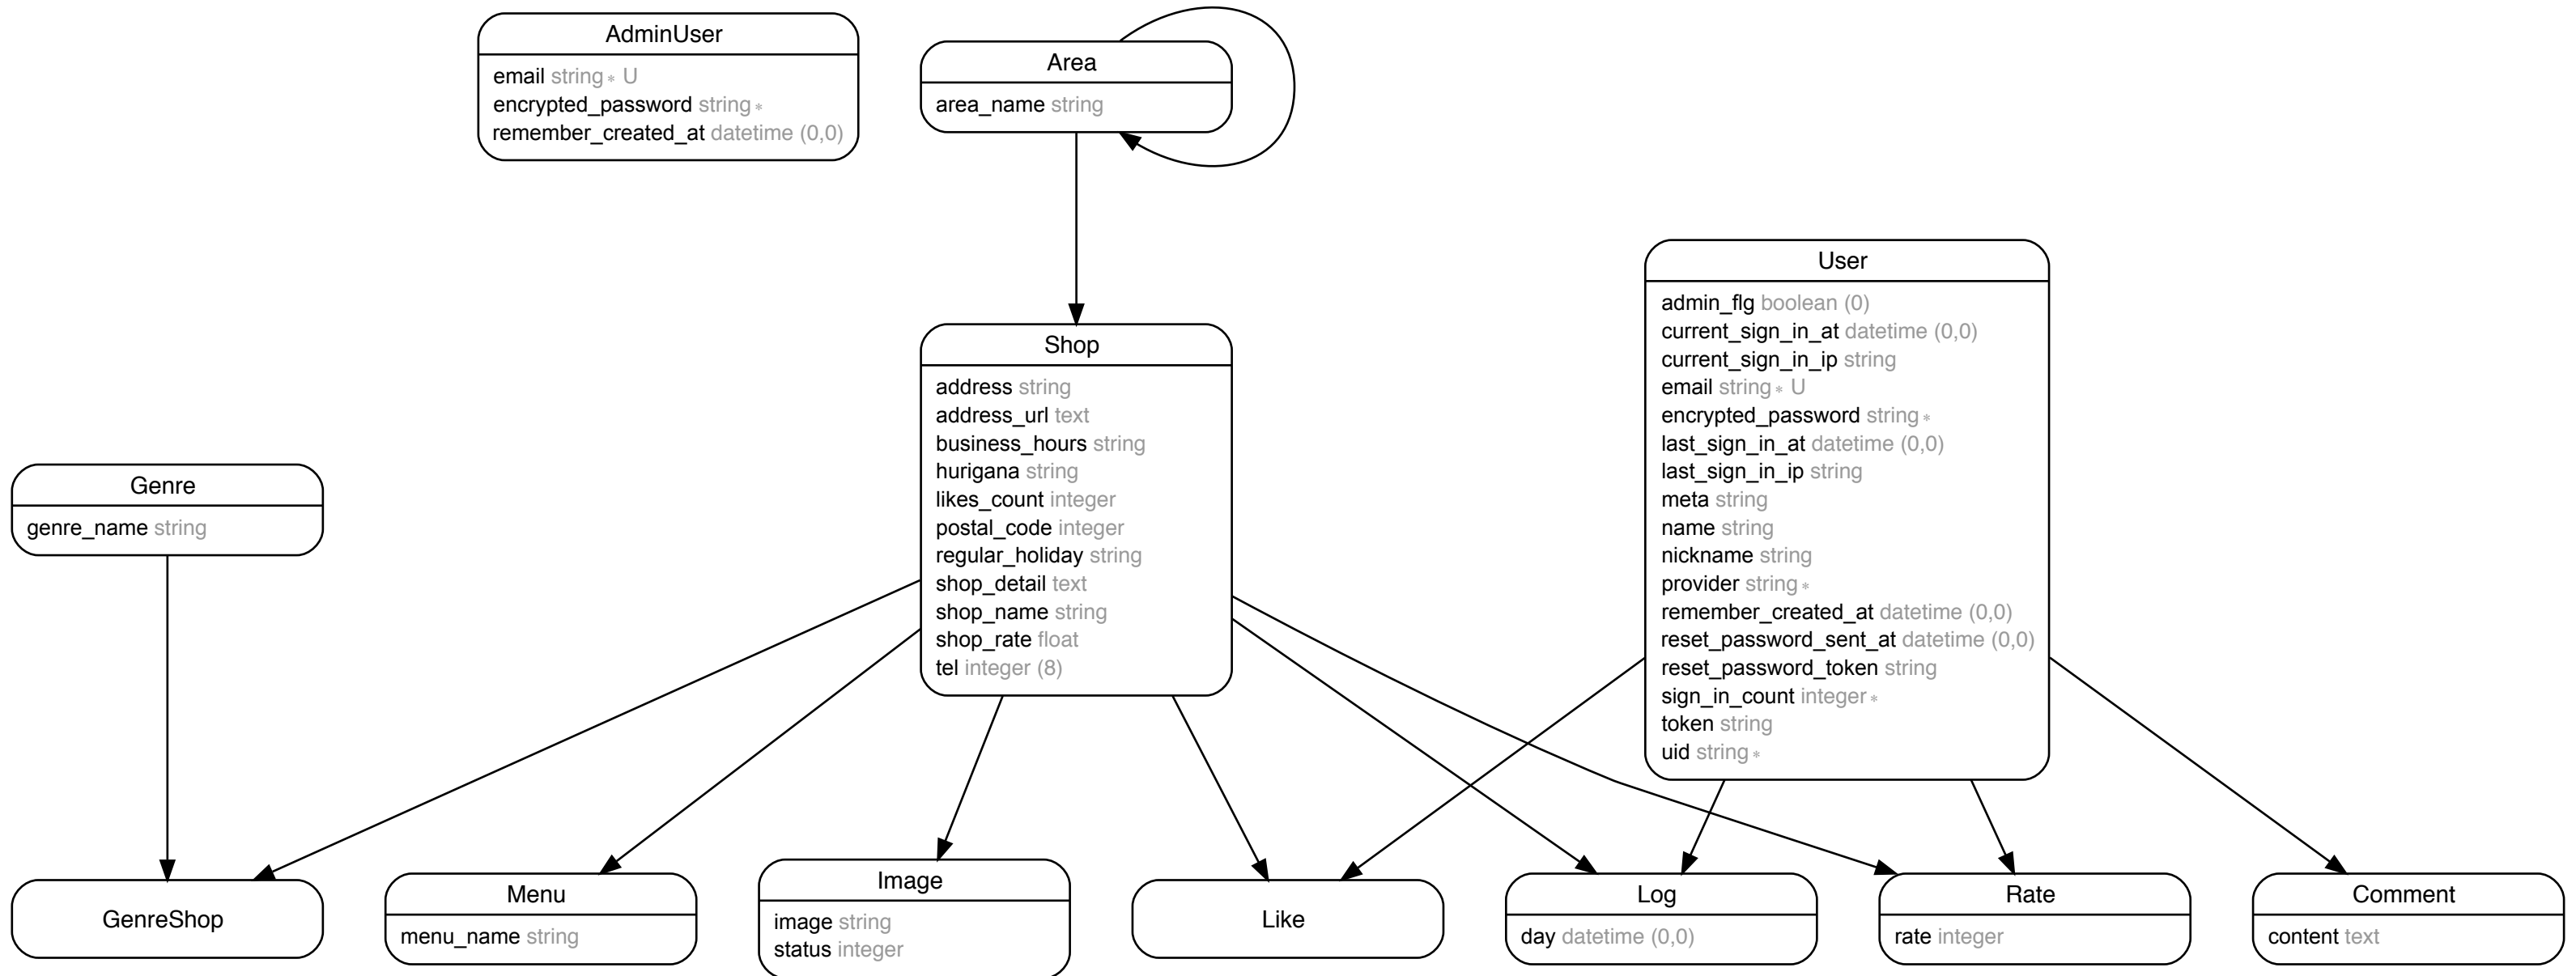 AdminUser
email string∗ U
encrypted_password string∗
remember_created_at datetime (0,0)
Area
area_name string
User
admin_flg boolean (0)
current_sign_in_at datetime (0,0)
current_sign_in_ip string
email string∗ U
encrypted_password string∗
last_sign_in_at datetime (0,0)
last_sign_in_ip string
meta string
name string
nickname string
provider string∗
remember_created_at datetime (0,0)
reset_password_sent_at datetime (0,0)
reset_password_token string
sign_in_count integer∗
token string
uid string∗
Shop
address string
address_url text
business_hours string
hurigana string
likes_count integer
postal_code integer
regular_holiday string
shop_detail text
shop_name string
shop_rate float
tel integer (8)
Genre
genre_name string
GenreShop
Menu
menu_name string
Image
image string
status integer
Like
Log
day datetime (0,0)
Rate
rate integer
Comment
content text